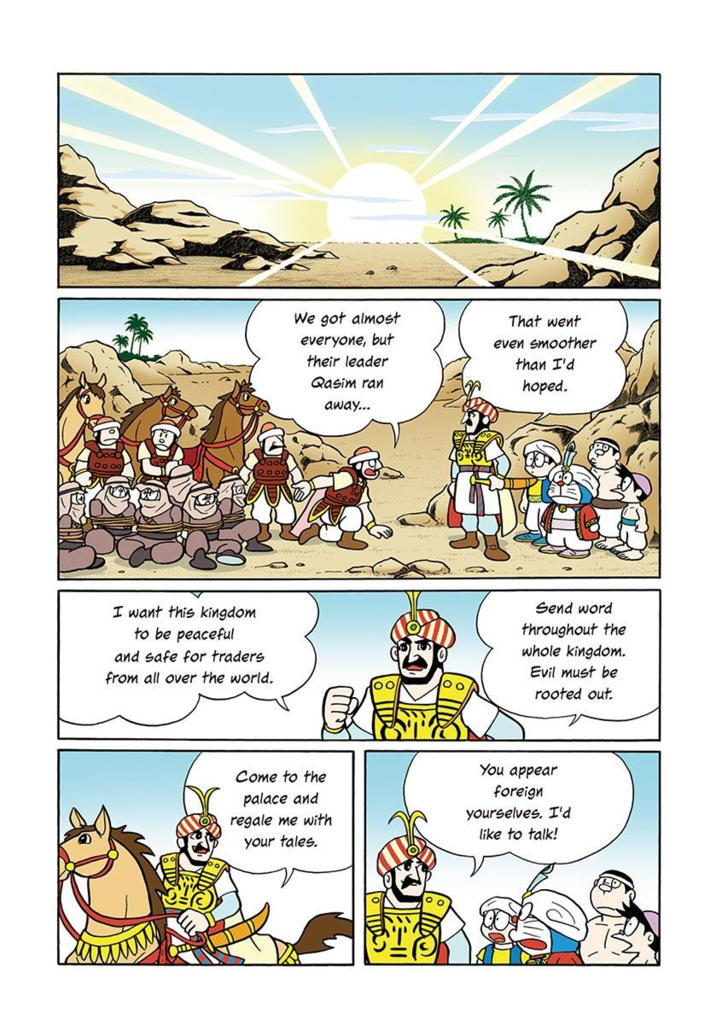 That went
even smoother
than I'd
hoped.
We got almost
everyone, but
their leader
Qasim ran
away...
Send word
throughout the
whole kingdom.
Evil must be
rooted out.
I want this kingdom
to be peaceful
and safe for traders
from all over the world.
You appear
foreign
yourselves. I'd
like to talk!
Come to the
palace and
regale me with
your tales.